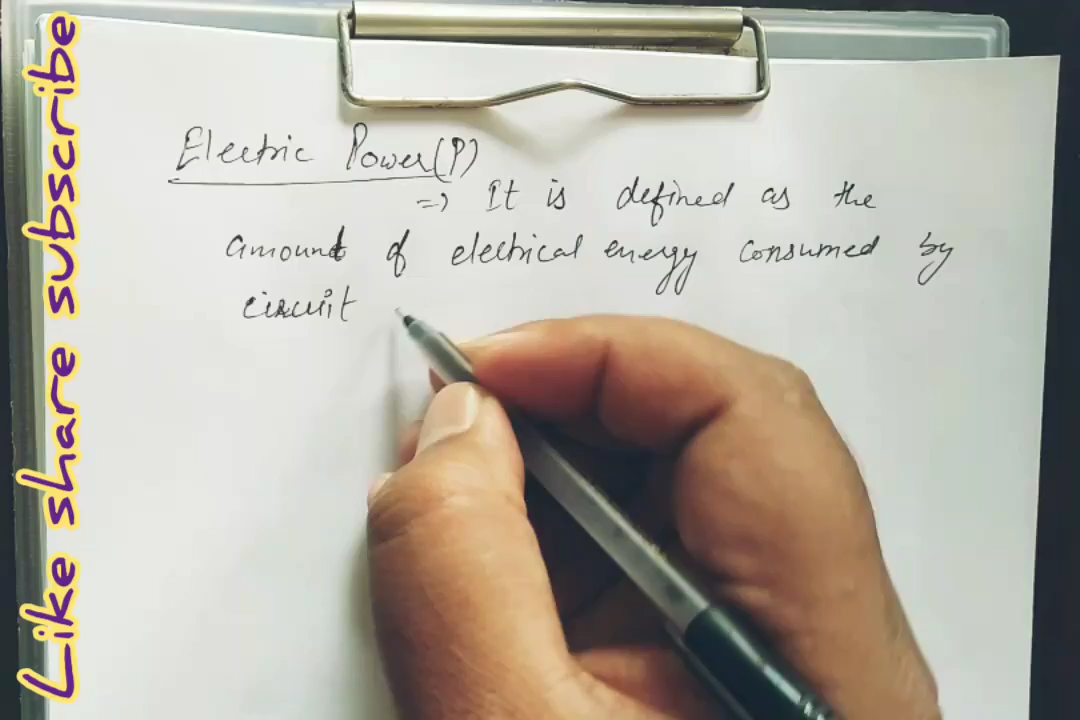 Electric Power(P)
=> It is defined as the
amount of electrical energy consumed by
circuit
Like share subscribe